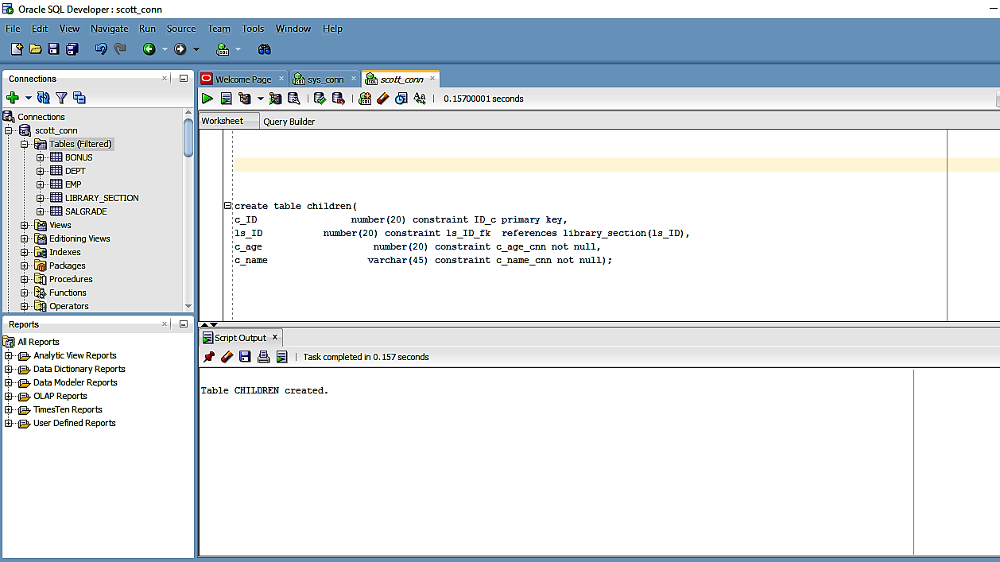 Oracle SQL Developer : scott_conn
File Edit View Navigate Run Source Team Tools Window Help
Connections
Connections
scott_conn
Tables (Filtered)
BONUS
DEPT
EMP
LIBRARY_SECTION
SALGRADE
Views
Editioning Views
Indexes
Packages
Procedures
Functions
Operators
Reports
All Reports
Analytic View Reports
Data Dictionary Reports
Data Modeler Reports
OLAP Reports
TimesTen Reports
User Defined Reports
Welcome Page sys_conn scott_conn
0.15700001 seconds
Worksheet Query Builder
create table children(
c_ID number(20) constraint ID_c primary key,
ls_ID number(20) constraint ls_ID_fk references library_section(ls_ID),
c_age number(20) constraint c_age_cnn not null,
c_name varchar(45) constraint c_name_cnn not null);
Script Output
Task completed in 0.157 seconds
Table CHILDREN created.